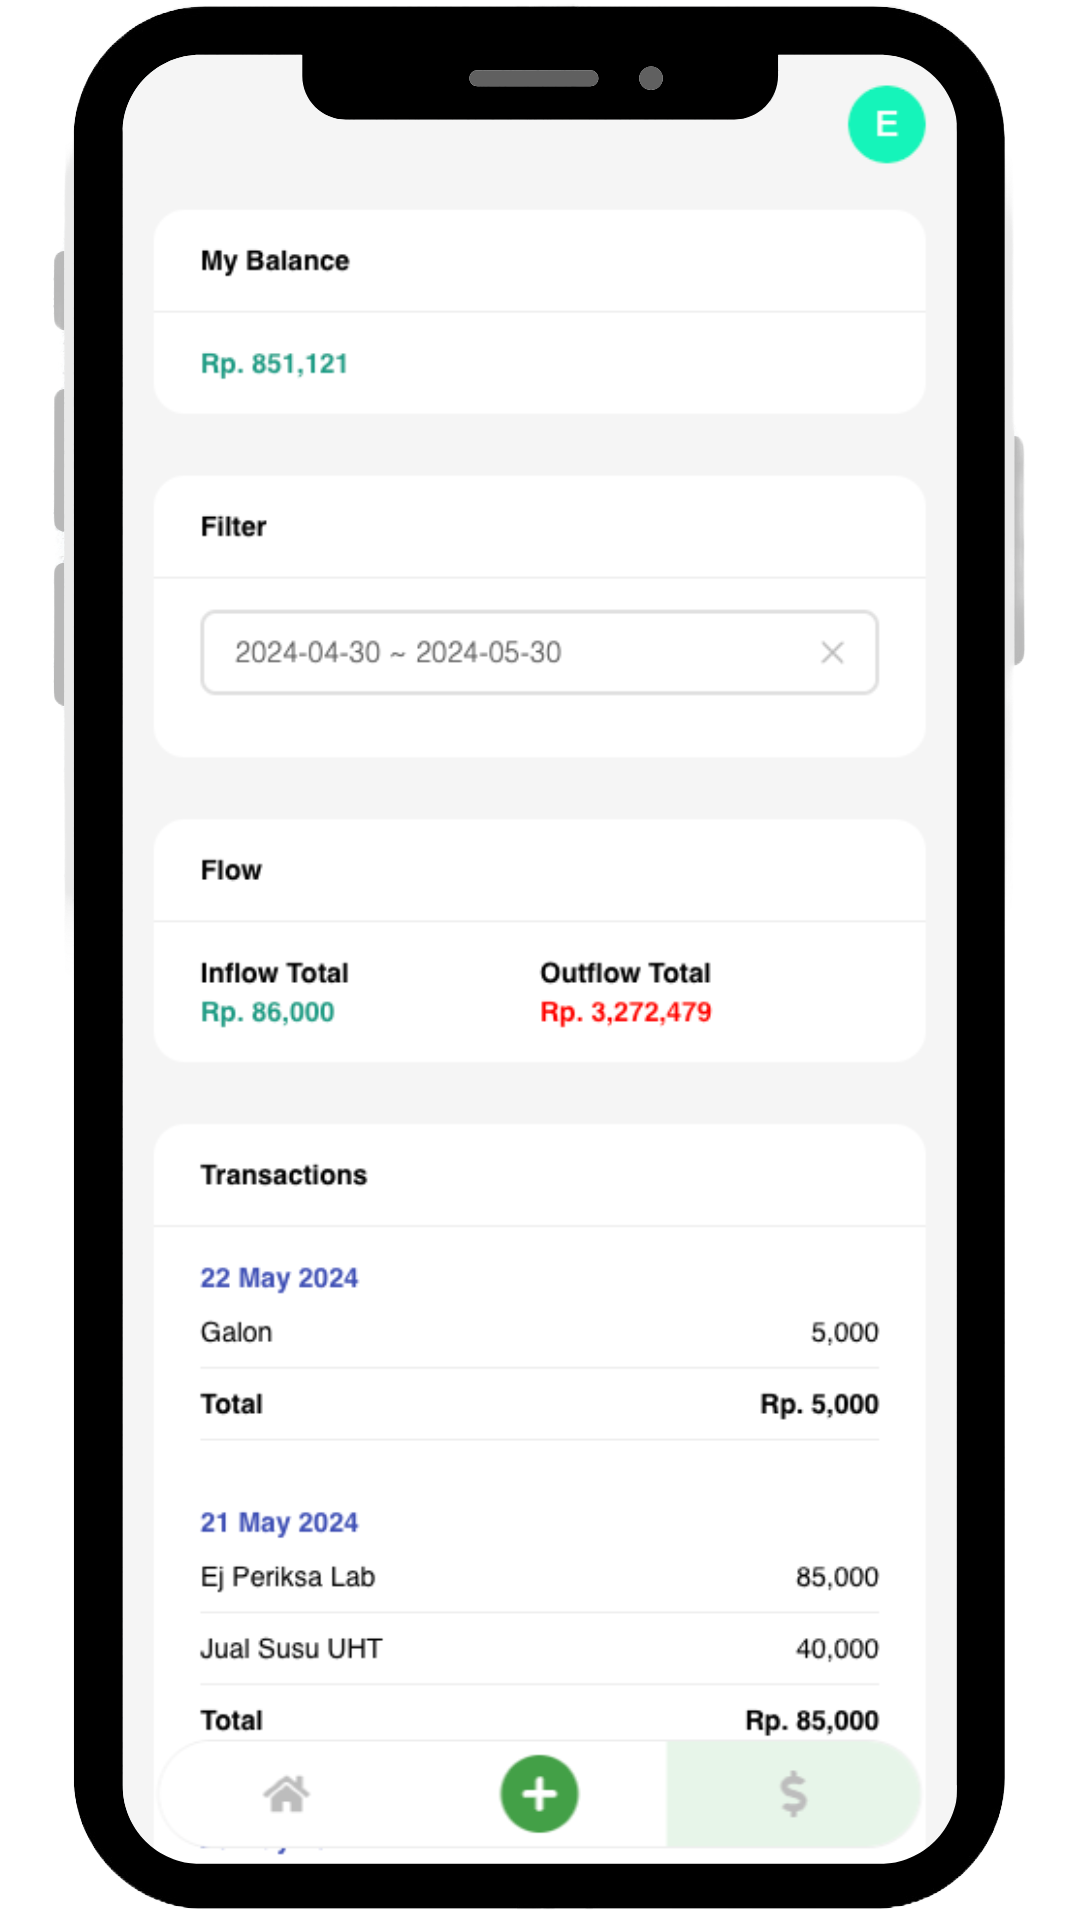 E
My Balance
Rp. 851,121
Filter
2024-04-30 ~ 2024-05-30
Flow
Inflow Total Outflow Total
Rp. 86,000 Rp. 3,272,479
Transactions
22 May 2024
Galon 5,000
Total Rp. 5,000
21 May 2024
Ej Periksa Lab 85,000
Jual Susu UHT 40,000
Total Rp. 85,000
$